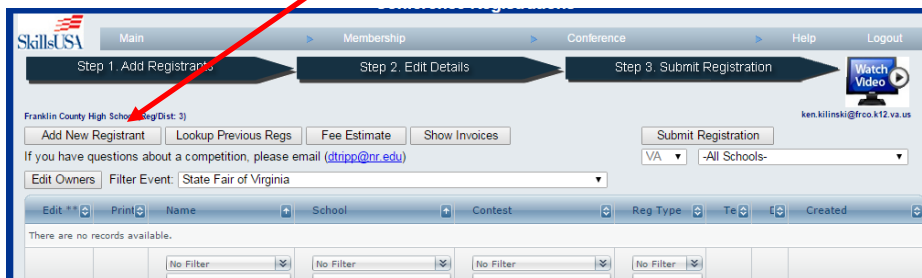 Conference Registrations
SkillsUSA
Main > Membership > Conference > Help Logout
Step 1. Add Registrants Step 2. Edit Details Step 3. Submit Registration Watch Video
Franklin County High School (Reg/Dist: 3) ken.kilinski@frco.k12.va.us
Add New Registrant Lookup Previous Regs Fee Estimate Show Invoices Submit Registration
If you have questions about a competition, please email (dtripp@nr.edu) VA -All Schools-
Edit Owners Filter Event: State Fair of Virginia
Edit ** Print Name School Contest Reg Type Te Created
There are no records available.
No Filter No Filter No Filter No Filter